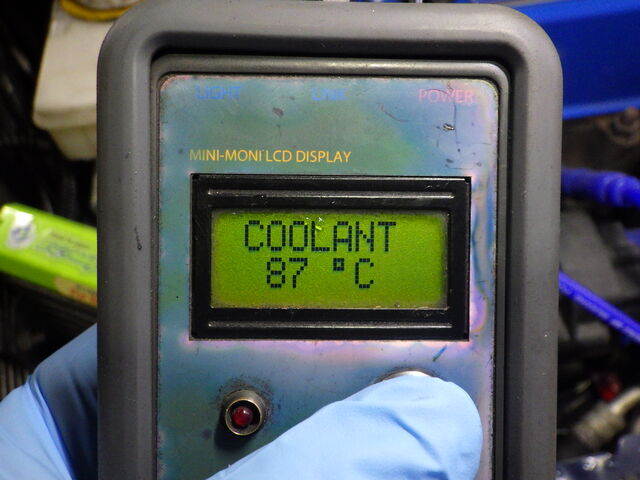 LIGHT LINK POWER
MINI-MONI LCD DISPLAY
COOLANT
87 °C